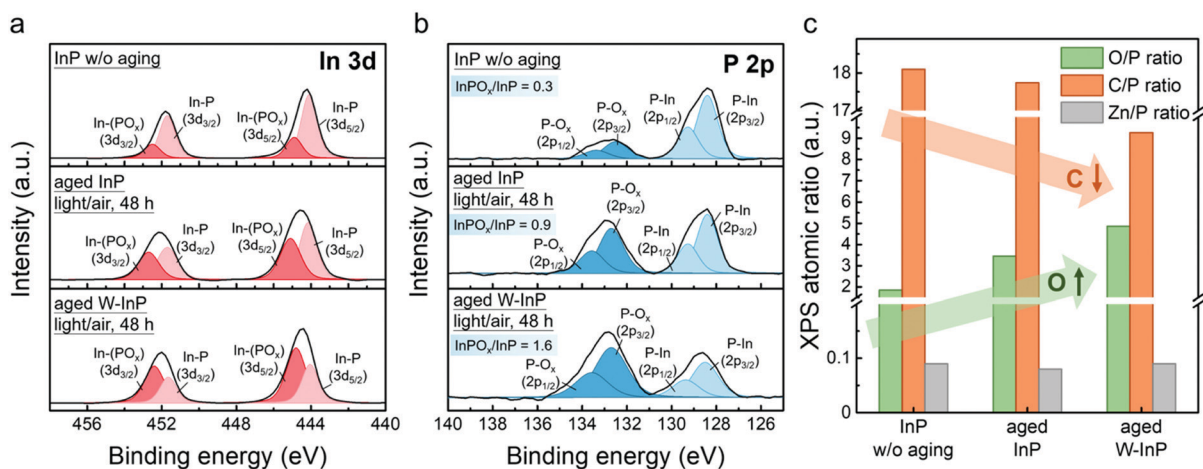 a
In 3d
InP w/o aging
In-(POx)
(3d3/2)
In-P
(3d3/2)
In-(POx)
(3d5/2)
In-P
(3d5/2)
aged InP
light/air, 48 h
In-(POx)
(3d3/2)
In-P
(3d3/2)
In-(POx)
(3d5/2)
In-P
(3d5/2)
aged W-InP
light/air, 48 h
In-(POx)
(3d3/2)
In-P
(3d3/2)
In-(POx)
(3d5/2)
In-P
(3d5/2)
Intensity (a.u.)
456 452 448 444 440
Binding energy (eV)
b
P 2p
InP w/o aging
InPOx/InP = 0.3
P-Ox
(2p1/2)
P-Ox
(2p3/2)
P-In
(2p1/2)
P-In
(2p3/2)
aged InP
light/air, 48 h
InPOx/InP = 0.9
P-Ox
(2p1/2)
P-Ox
(2p3/2)
P-In
(2p1/2)
P-In
(2p3/2)
aged W-InP
light/air, 48 h
InPOx/InP = 1.6
P-Ox
(2p1/2)
P-Ox
(2p3/2)
P-In
(2p1/2)
P-In
(2p3/2)
Intensity (a.u.)
140 138 136 134 132 130 128 126
Binding energy (eV)
c
O/P ratio
C/P ratio
Zn/P ratio
XPS atomic ratio (a.u.)
18
17
9
8
7
6
5
4
3
2
0.1
0
C↓
O↑
InP
w/o aging
aged
InP
aged
W-InP